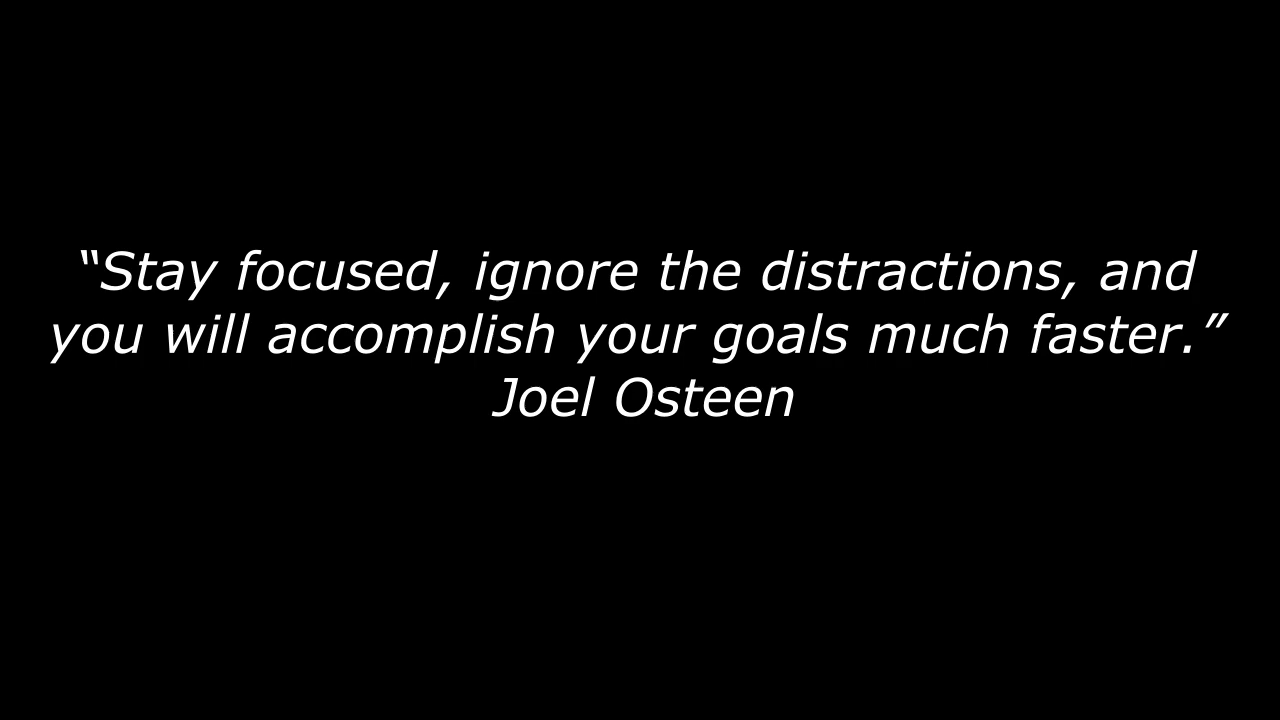 “Stay focused, ignore the distractions, and
you will accomplish your goals much faster.”
Joel Osteen